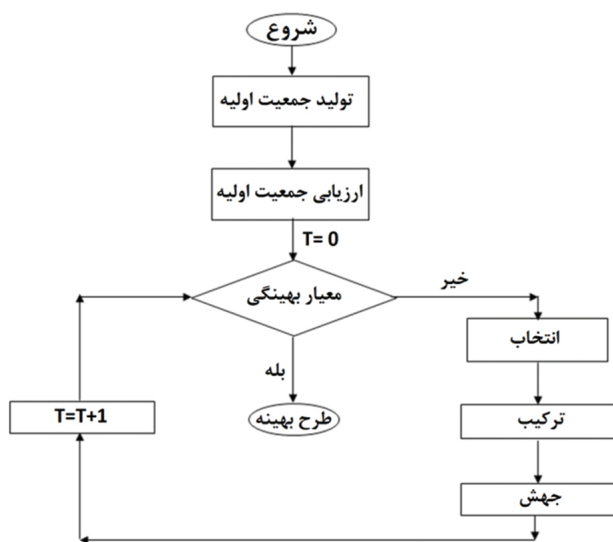 شروع
تولید جمعیت اولیه
ارزیابی جمعیت اولیه
T= 0
معیار بهینگی
خیر
انتخاب
بله
ترکیب
طرح بهینه
T=T+1
جهش